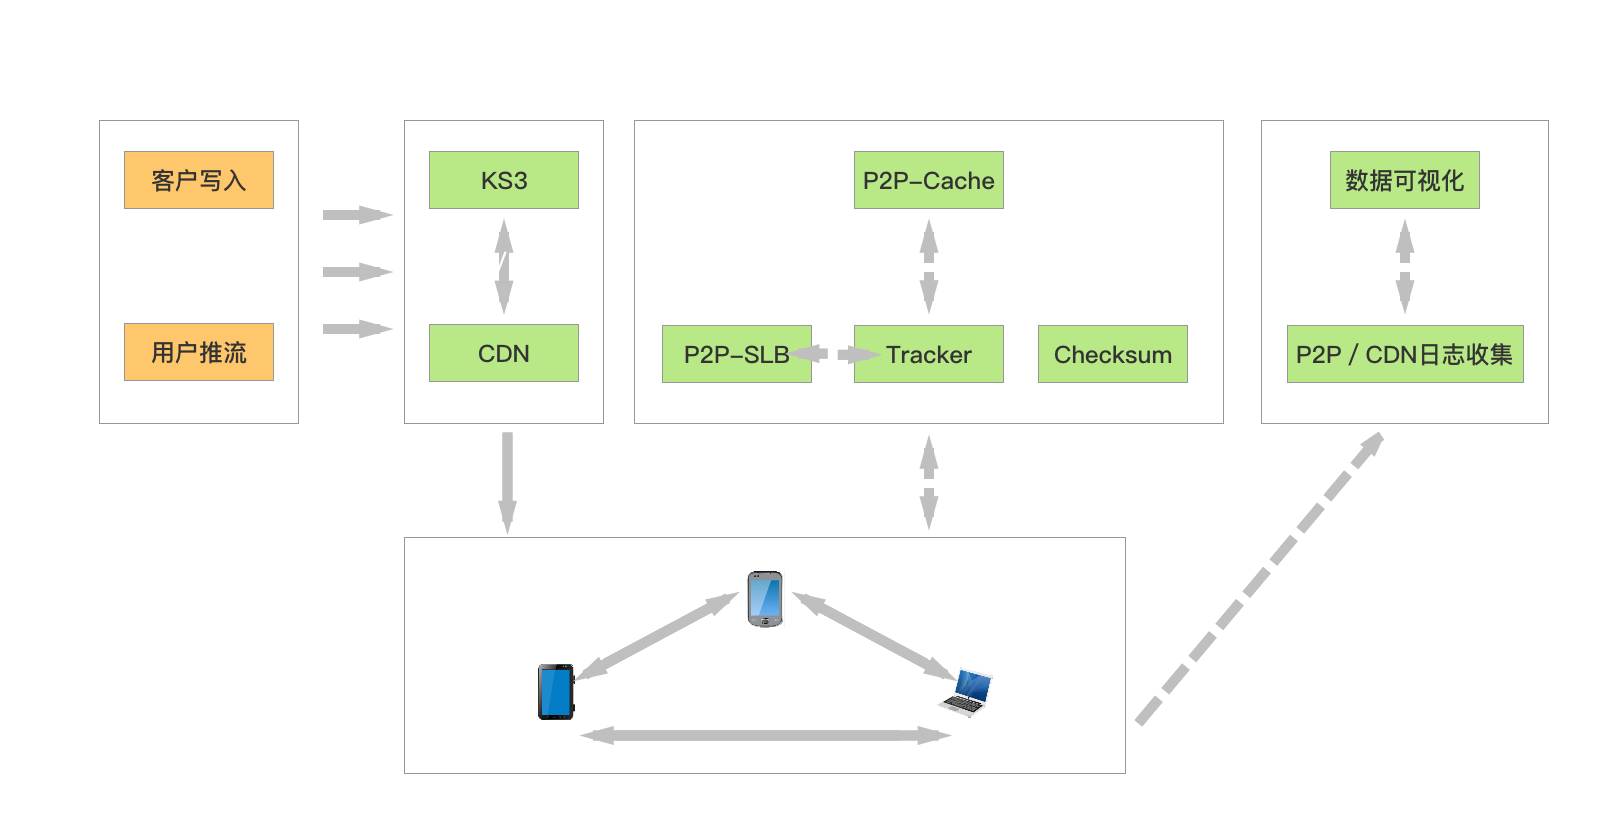 客户写入
KS3
P2P-Cache
数据可视化
用户推流
CDN
P2P-SLB
Tracker
Checksum
P2P / CDN日志收集